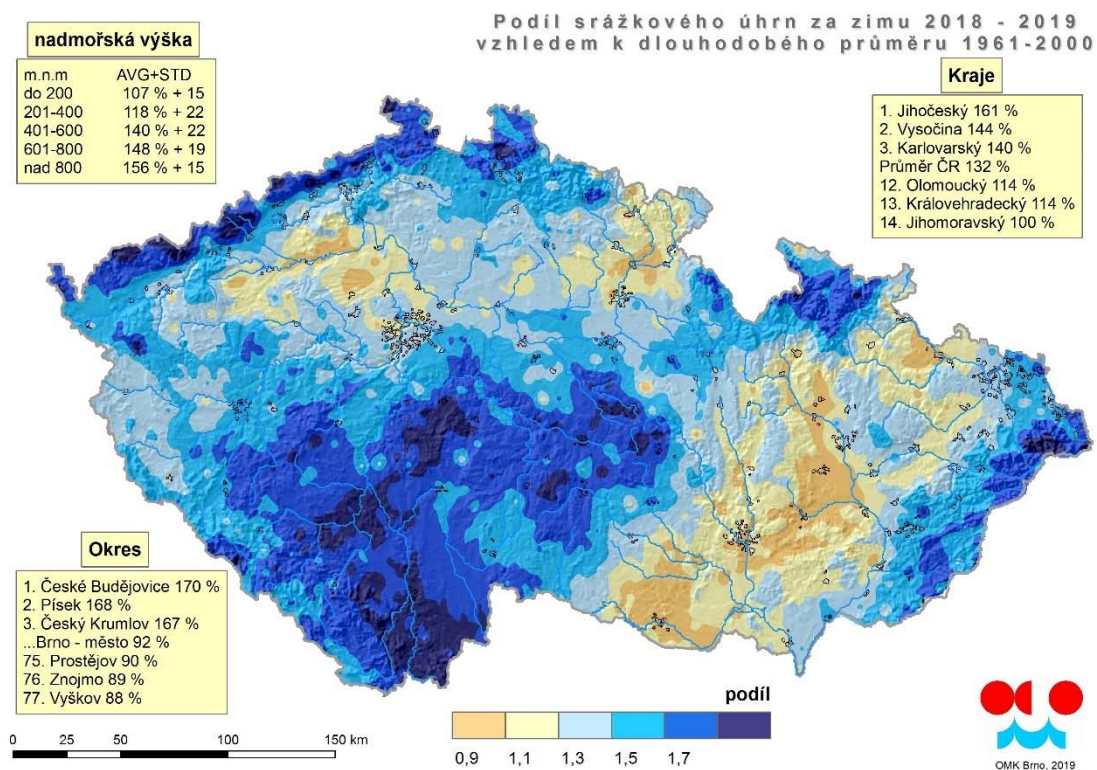 Podíl srážkového úhrn za zimu 2018 - 2019
vzhledem k dlouhodobého průměru 1961-2000
nadmořská výška
m.n.m AVG+STD
do 200 107 % + 15
201-400 118 % + 22
401-600 140 % + 22
601-800 148 % + 19
nad 800 156 % + 15
Kraje
1. Jihočeský 161 %
2. Vysočina 144 %
3. Karlovarský 140 %
Průměr ČR 132 %
12. Olomoucký 114 %
13. Královehradecký 114 %
14. Jihomoravský 100 %
Okres
1. České Budějovice 170 %
2. Písek 168 %
3. Český Krumlov 167 %
...Brno - město 92 %
75. Prostějov 90 %
76. Znojmo 89 %
77. Vyškov 88 %
podíl
0,9 1,1 1,3 1,5 1,7
0 25 50 100 150 km
OMK Brno, 2019